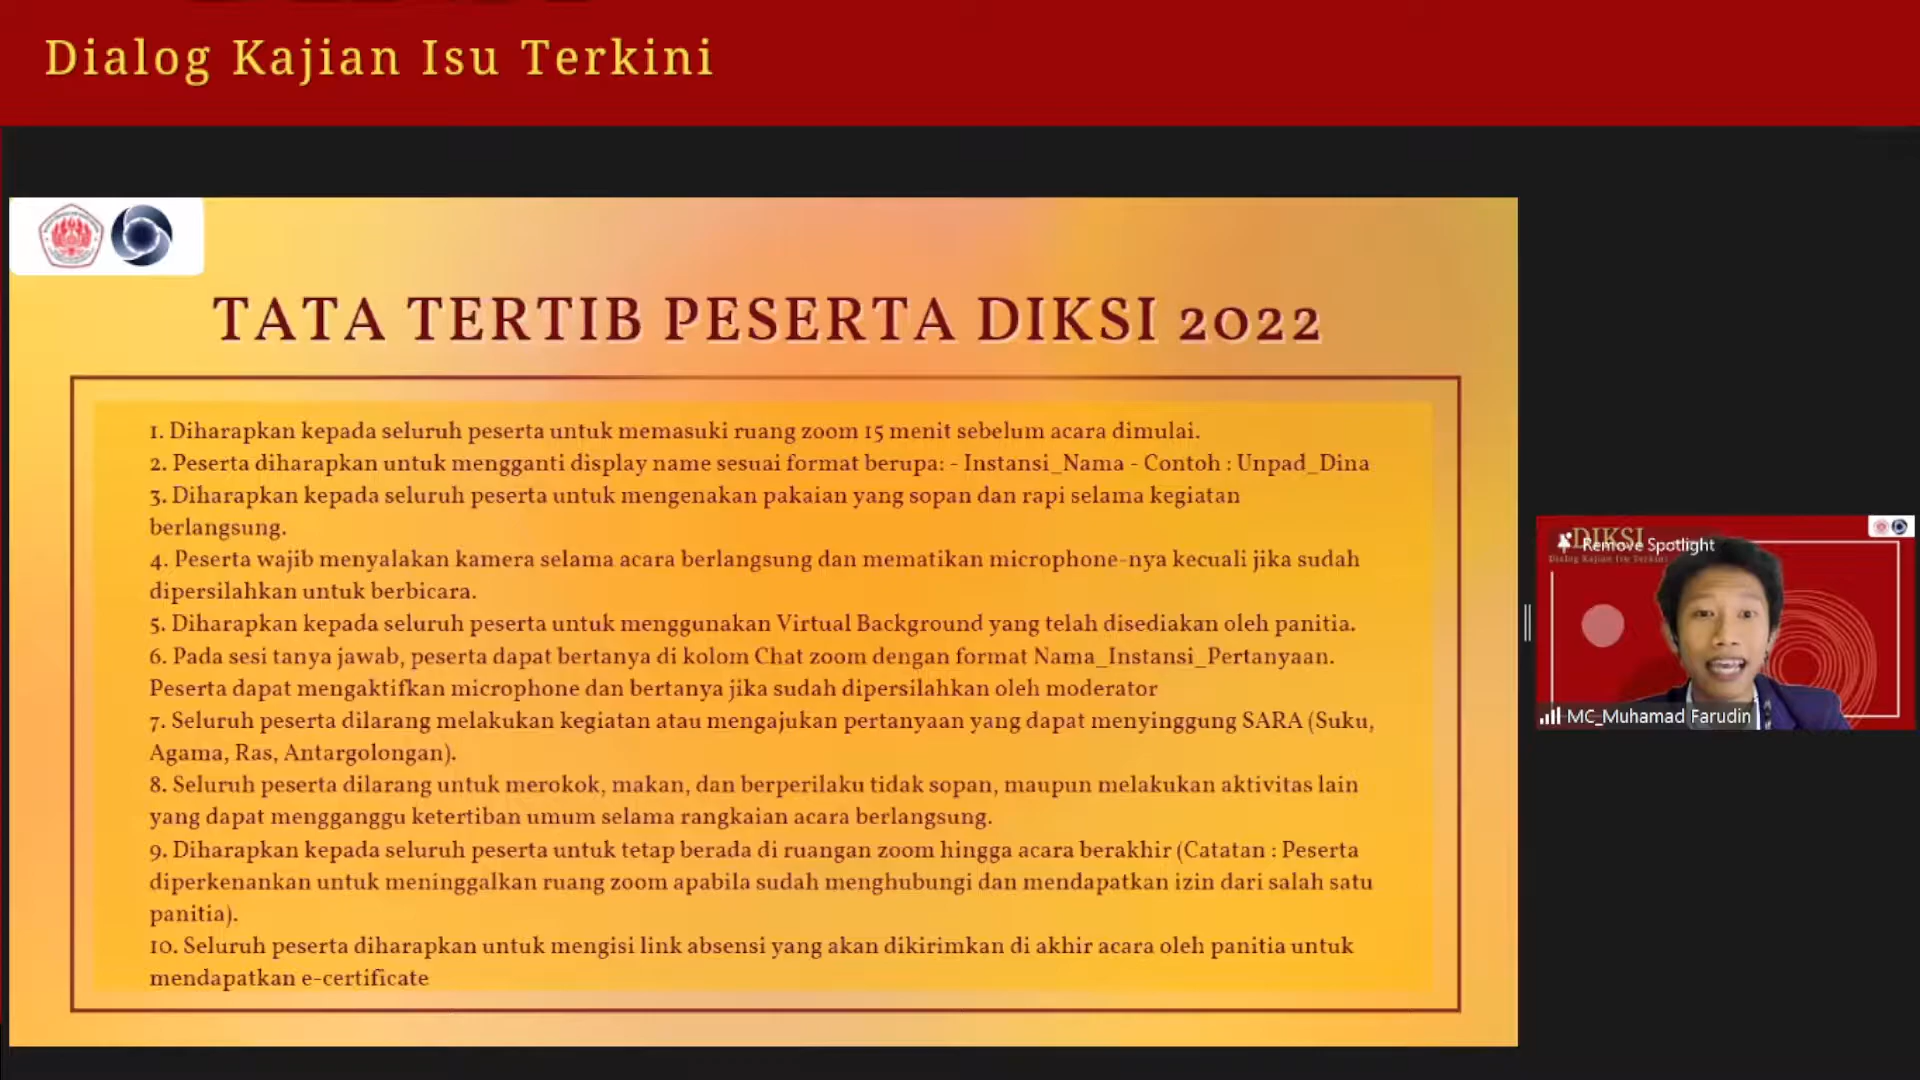 Dialog Kajian Isu Terkini
TATA TERTIB PESERTA DIKSI 2022
1. Diharapkan kepada seluruh peserta untuk memasuki ruang zoom 15 menit sebelum acara dimulai.
2. Peserta diharapkan untuk mengganti display name sesuai format berupa: - Instansi_Nama - Contoh : Unpad_Dina
3. Diharapkan kepada seluruh peserta untuk mengenakan pakaian yang sopan dan rapi selama kegiatan
berlangsung.
4. Peserta wajib menyalakan kamera selama acara berlangsung dan mematikan microphone-nya kecuali jika sudah
dipersilahkan untuk berbicara.
5. Diharapkan kepada seluruh peserta untuk menggunakan Virtual Background yang telah disediakan oleh panitia.
6. Pada sesi tanya jawab, peserta dapat bertanya di kolom Chat zoom dengan format Nama_Instansi_Pertanyaan.
Peserta dapat mengaktifkan microphone dan bertanya jika sudah dipersilahkan oleh moderator
7. Seluruh peserta dilarang melakukan kegiatan atau mengajukan pertanyaan yang dapat menyinggung SARA (Suku,
Agama, Ras, Antargolongan).
8. Seluruh peserta dilarang untuk merokok, makan, dan berperilaku tidak sopan, maupun melakukan aktivitas lain
yang dapat mengganggu ketertiban umum selama rangkaian acara berlangsung.
9. Diharapkan kepada seluruh peserta untuk tetap berada di ruangan zoom hingga acara berakhir (Catatan : Peserta
diperkenankan untuk meninggalkan ruang zoom apabila sudah menghubungi dan mendapatkan izin dari salah satu
panitia).
10. Seluruh peserta diharapkan untuk mengisi link absensi yang akan dikirimkan di akhir acara oleh panitia untuk
mendapatkan e-certificate
DIKSI
Remove Spotlight
Dialog Kajian Isu Terkini
MC_Muhamad Farudin